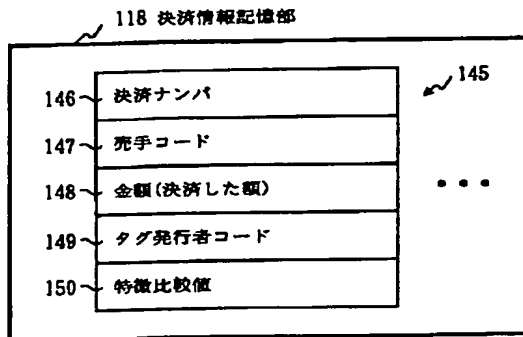 118 決済情報記憶部
145
146 決済ナンバ
147 売手コード
148 金額(決済した額)
149 タグ発行者コード
150 特徴比較値